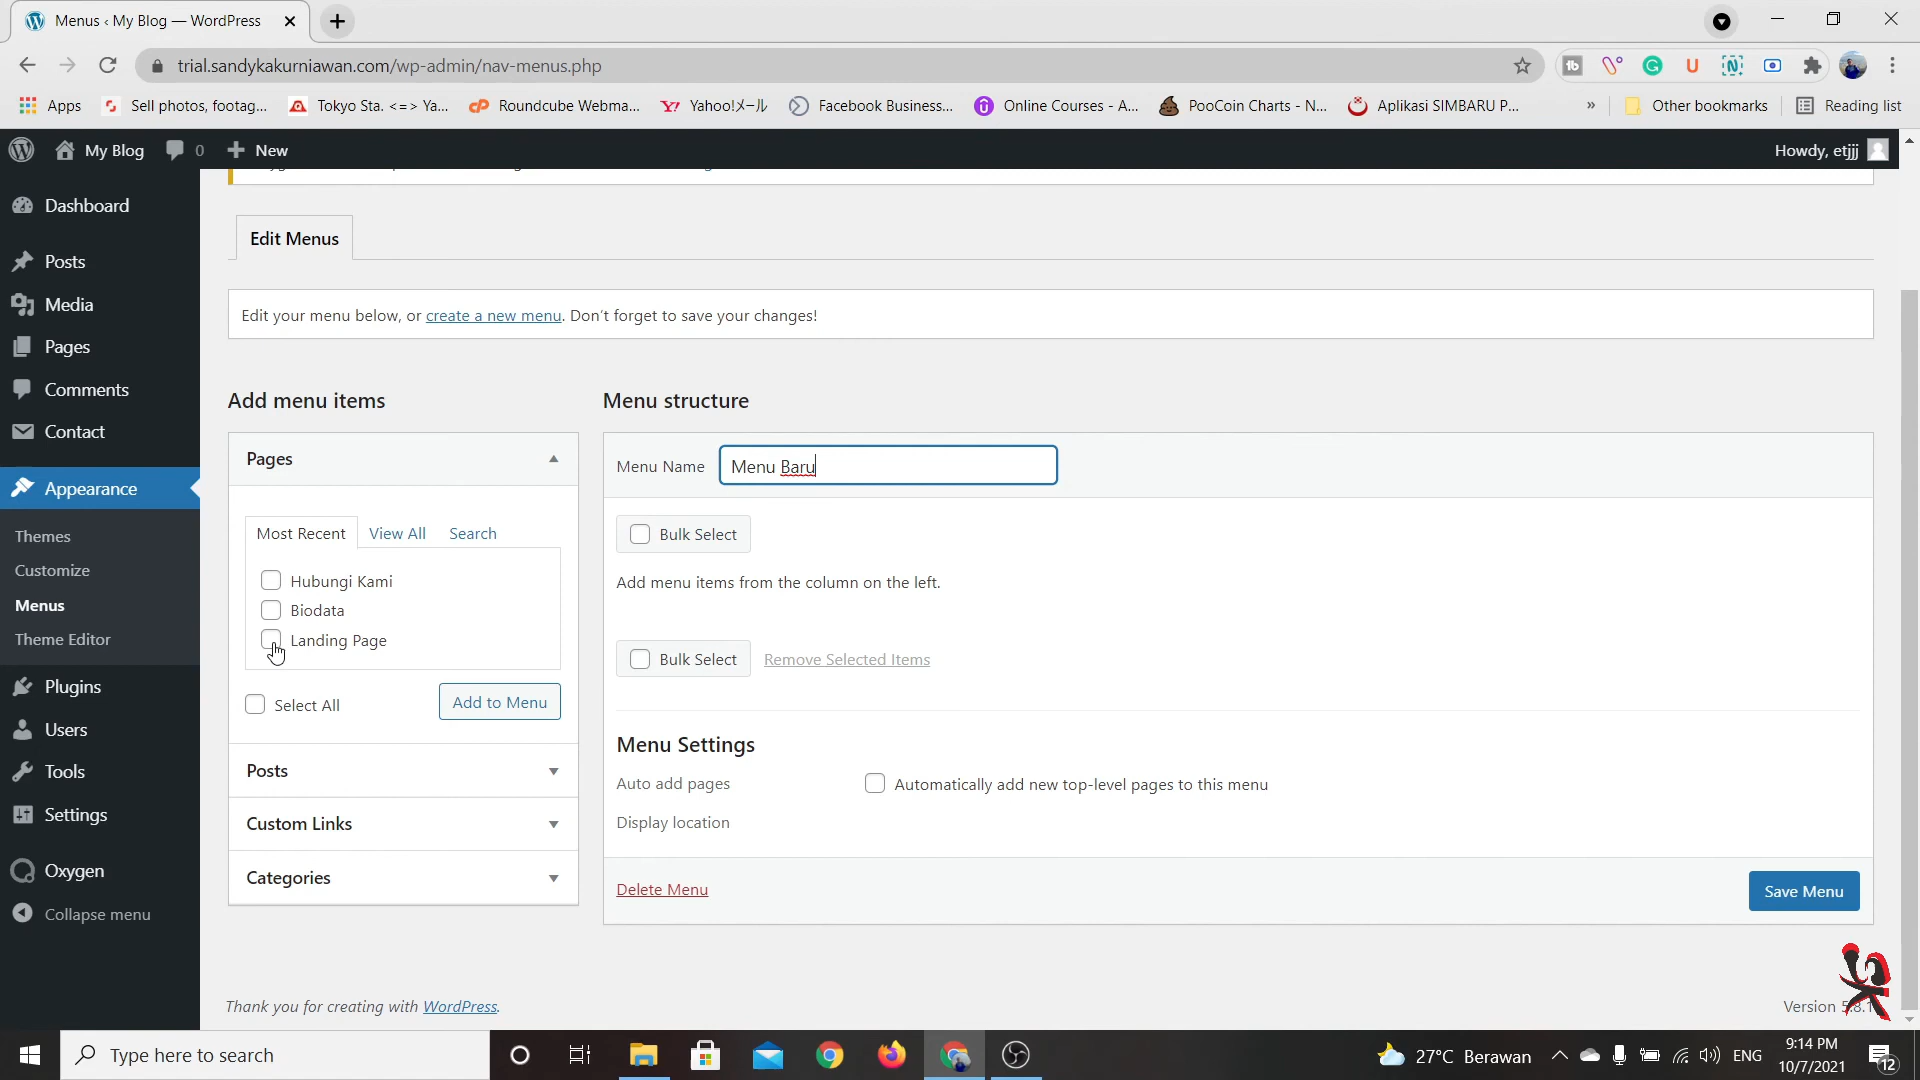 Menus ‹ My Blog — WordPress
trial.sandykakurniawan.com/wp-admin/nav-menus.php
Apps Sell photos, footag... Tokyo Sta. <=> Ya... Roundcube Webma... Yahoo!メール Facebook Business... Online Courses - A... PooCoin Charts - N... Aplikasi SIMBARU P... » Other bookmarks Reading list
My Blog 0 New Howdy, etjjj
Dashboard
Posts
Media
Pages
Comments
Contact
Appearance
Themes
Customize
Menus
Theme Editor
Plugins
Users
Tools
Settings
Oxygen
Collapse menu
Edit Menus
Edit your menu below, or create a new menu. Don't forget to save your changes!
Add menu items
Pages
Most Recent View All Search
Hubungi Kami
Biodata
Landing Page
Select All Add to Menu
Posts
Custom Links
Categories
Menu structure
Menu Name Menu Baru
Bulk Select
Add menu items from the column on the left.
Bulk Select Remove Selected Items
Menu Settings
Auto add pages Automatically add new top-level pages to this menu
Display location
Delete Menu Save Menu
Thank you for creating with WordPress. Version
Type here to search
27°C Berawan ENG
9:14 PM
10/7/2021
12